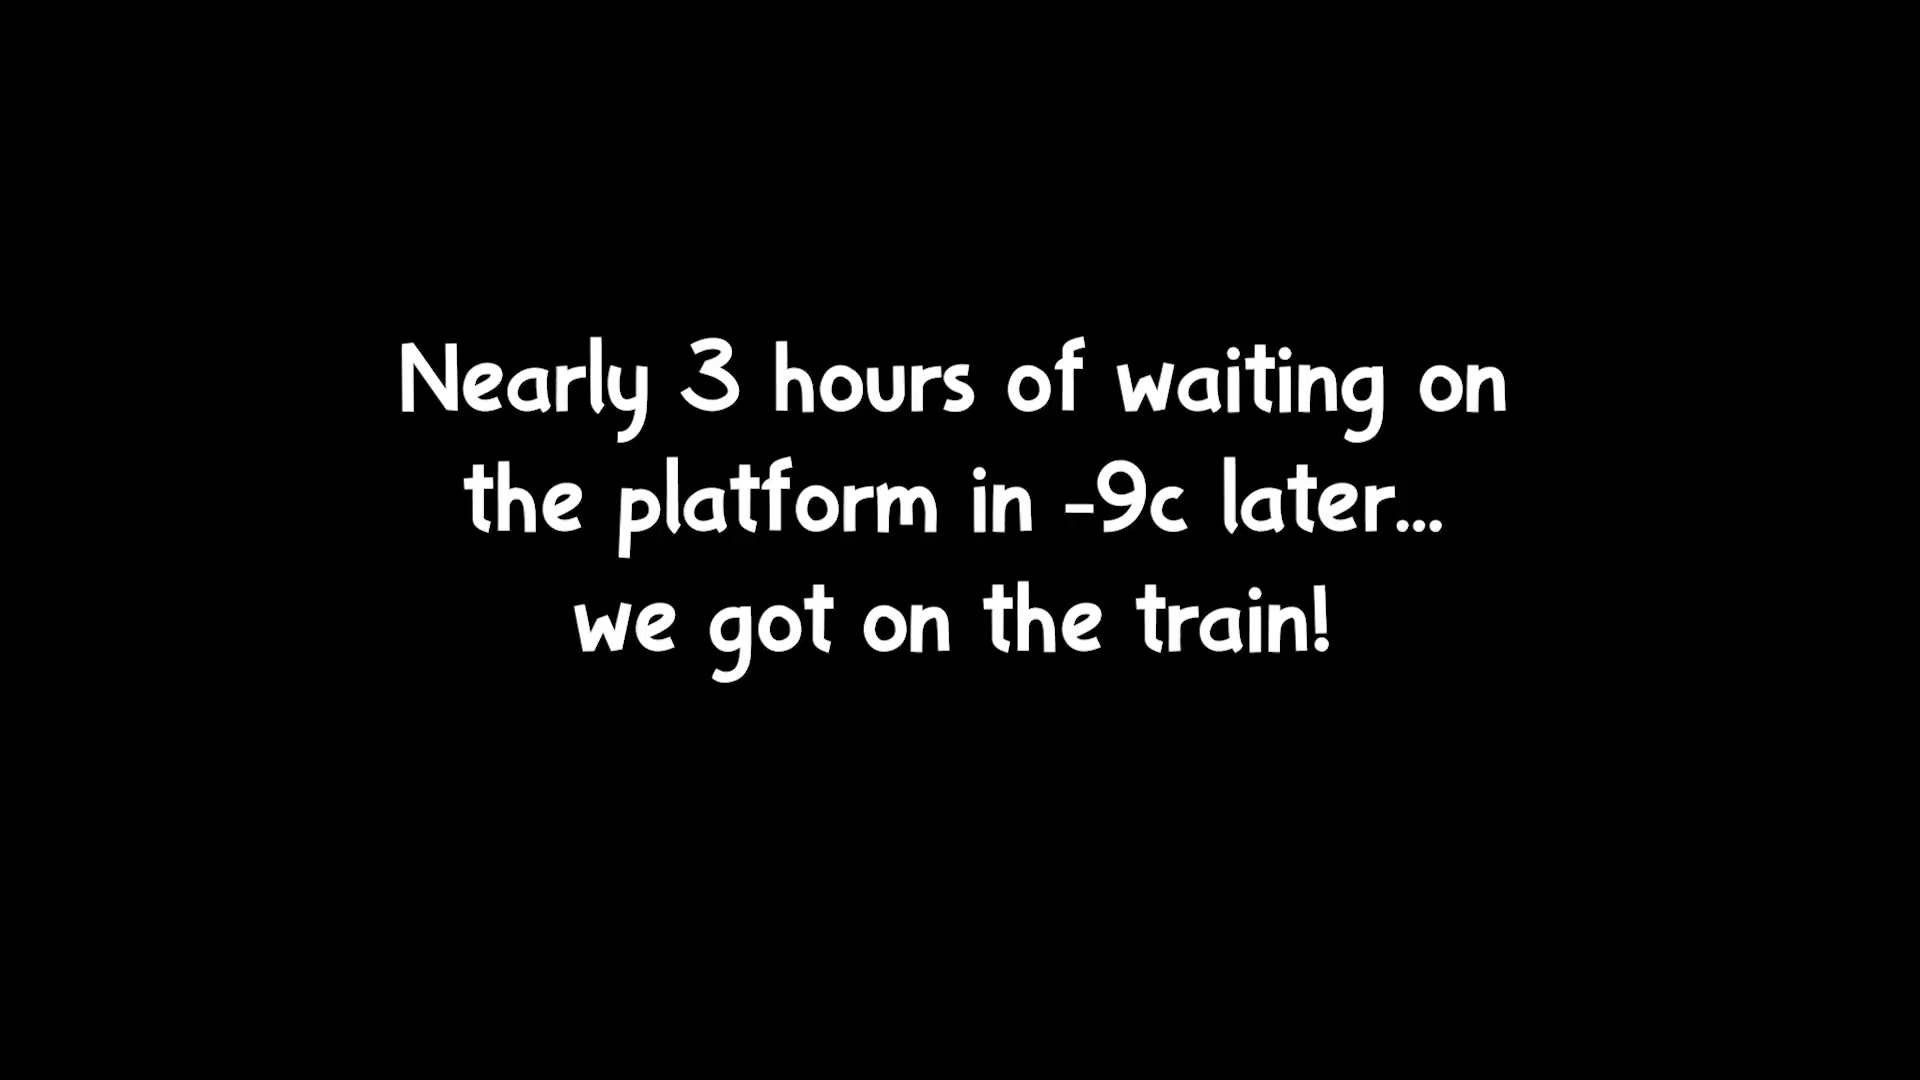 Nearly 3 hours of waiting on
the platform in -9c later...
we got on the train!